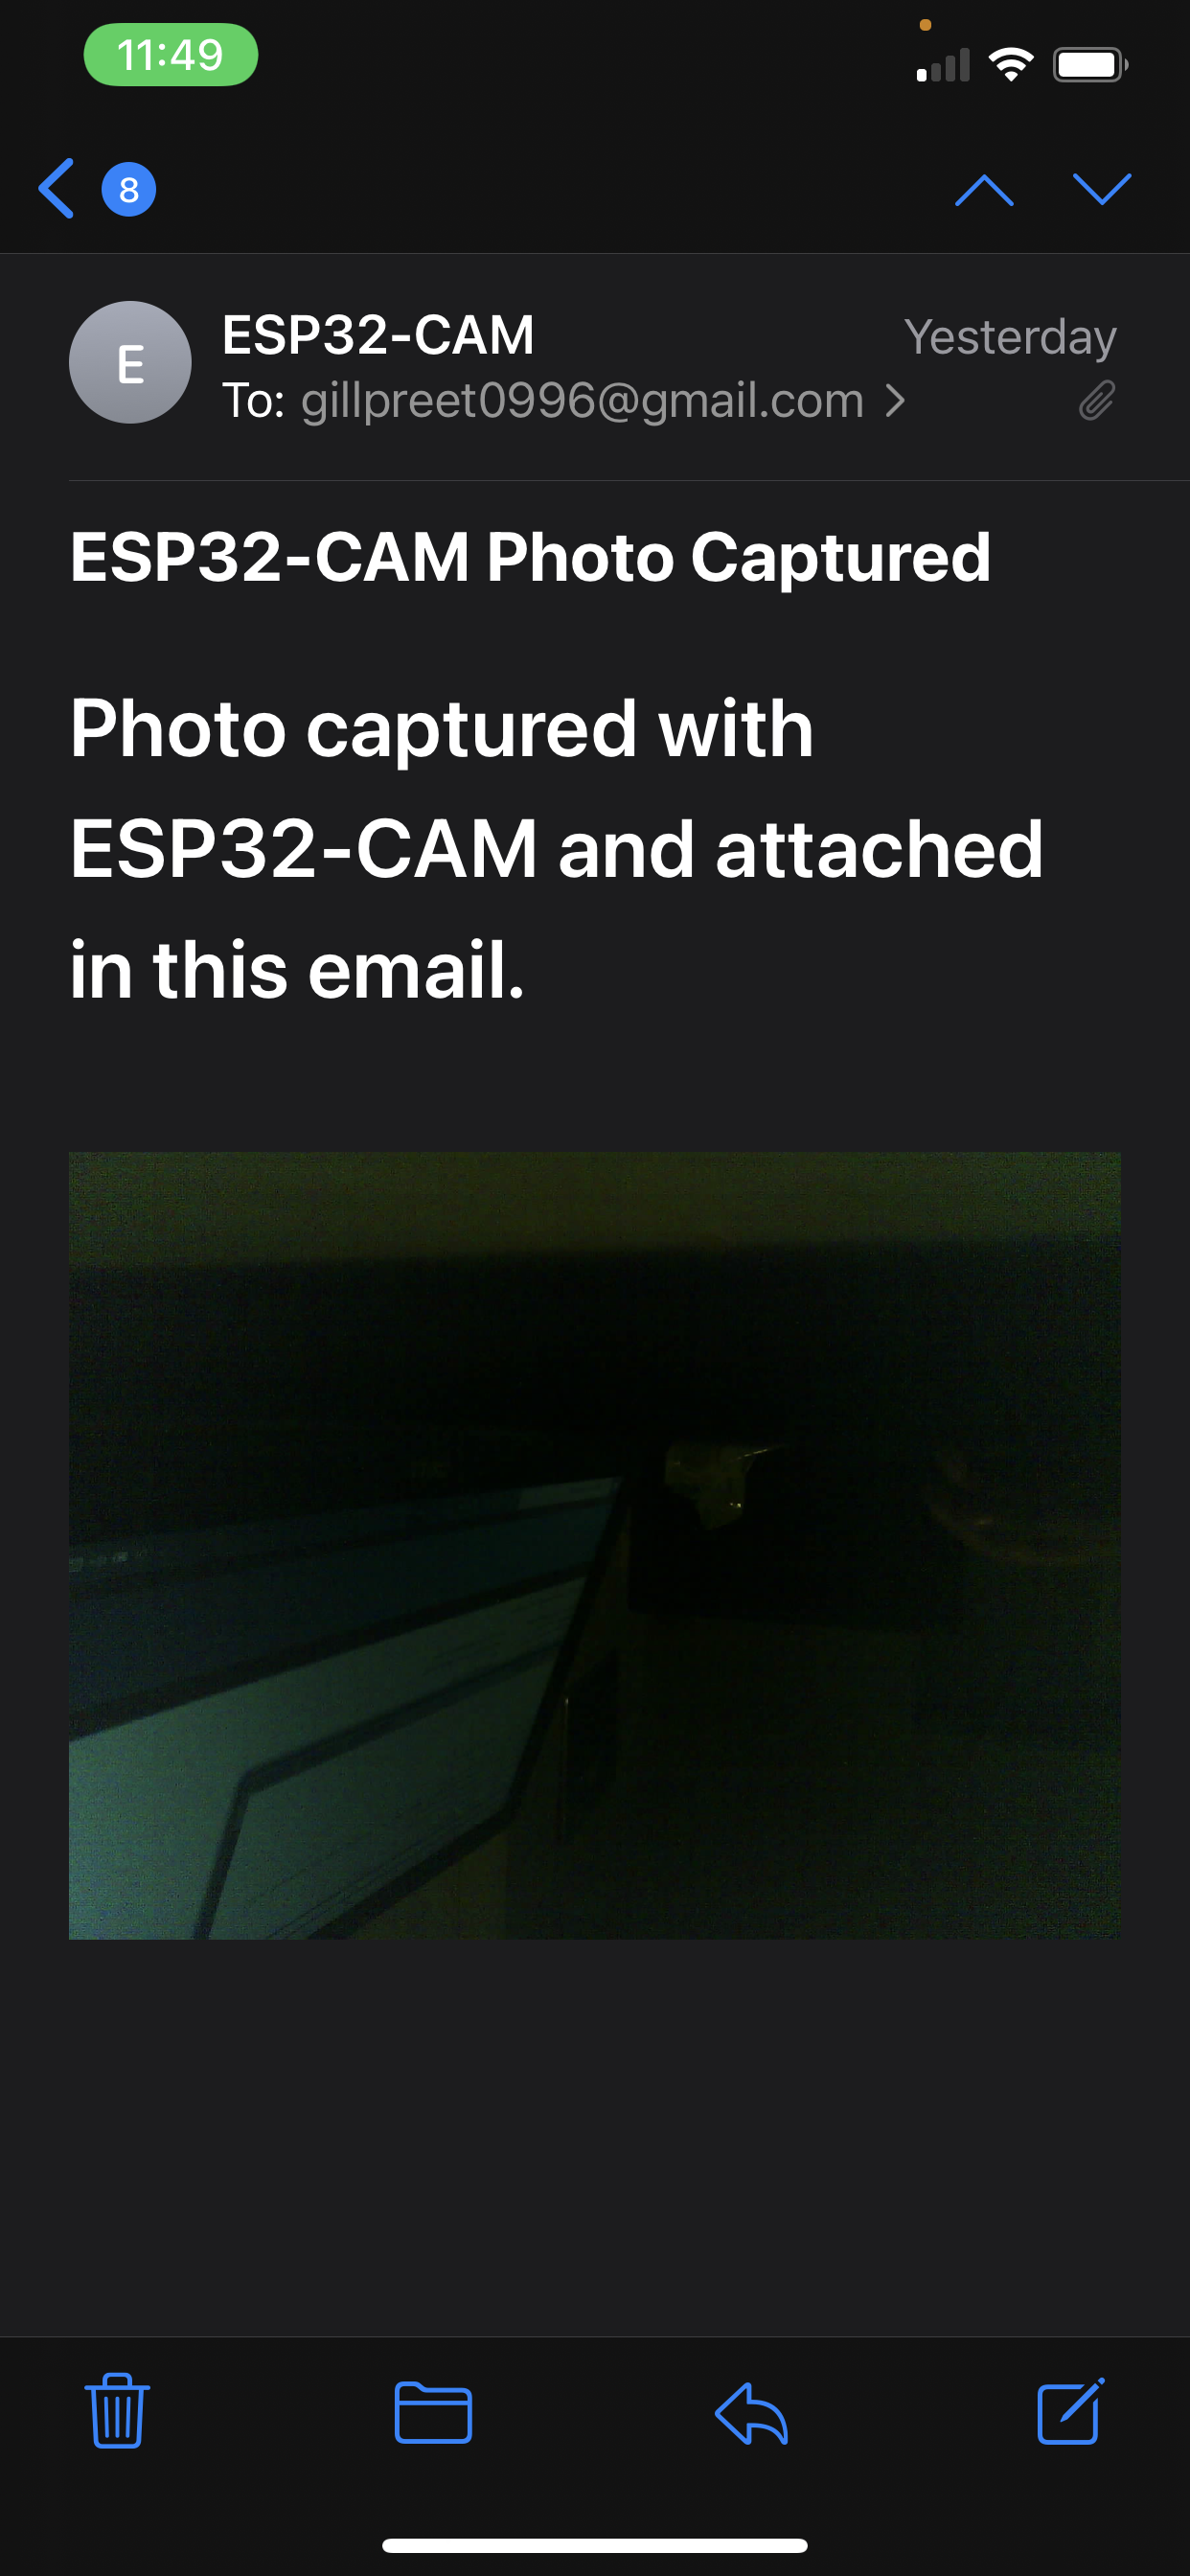 11:49
8
E
ESP32-CAM
Yesterday
To: gillpreet0996@gmail.com
ESP32-CAM Photo Captured
Photo captured with
ESP32-CAM and attached
in this email.